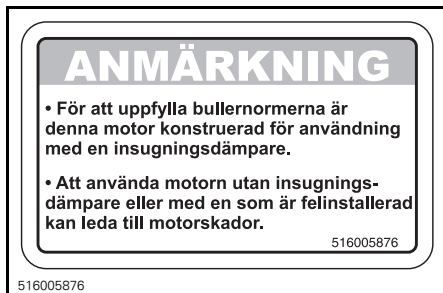 ANMÄRKNING
• För att uppfylla bullernormerna är
denna motor konstruerad för användning
med en insugningsdämpare.
• Att använda motorn utan insugnings-
dämpare eller med en som är felinstallerad
kan leda till motorskador.
516005876
516005876